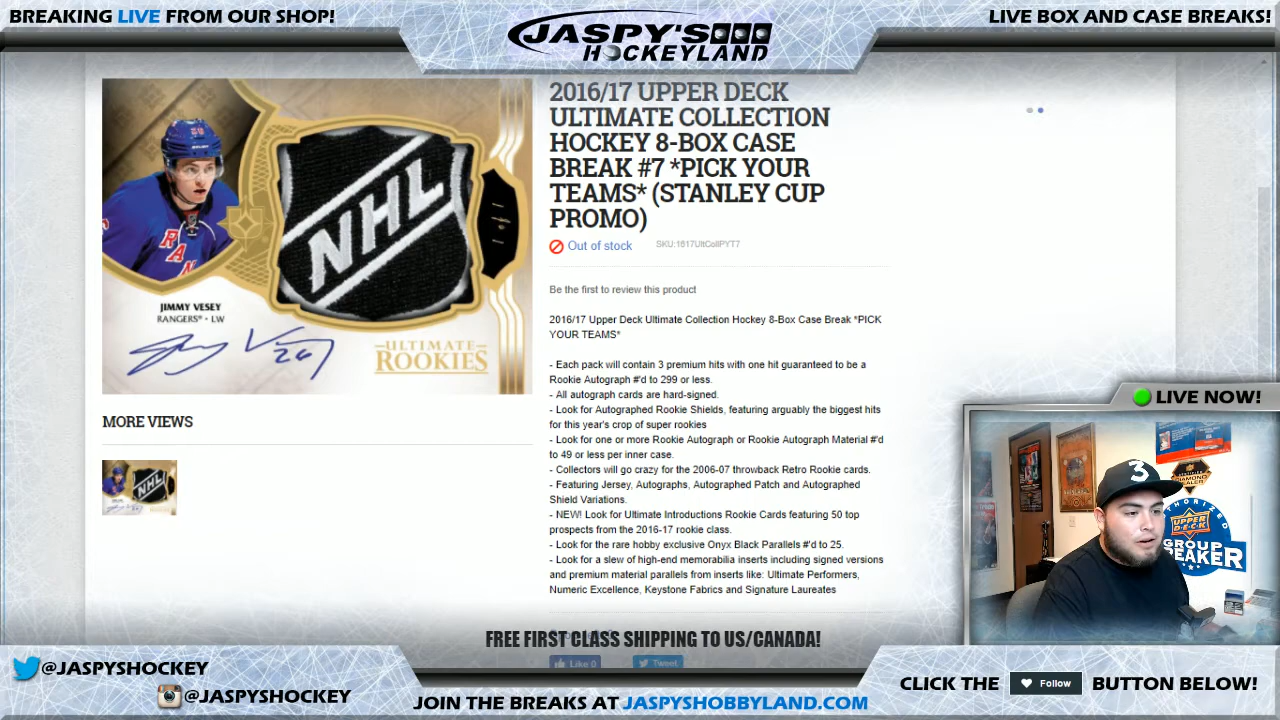 BREAKING LIVE FROM OUR SHOP!
JASPY'S
HOCKEYLAND
LIVE BOX AND CASE BREAKS!
2016/17 UPPER DECK
ULTIMATE COLLECTION
HOCKEY 8-BOX CASE
BREAK #7 *PICK YOUR
TEAMS* (STANLEY CUP
PROMO)
Out of stock
SKU:1617UltCollPYT7
Be the first to review this product
2016/17 Upper Deck Ultimate Collection Hockey 8-Box Case Break *PICK
YOUR TEAMS*
- Each pack will contain 3 premium hits with one hit guaranteed to be a
Rookie Autograph #'d to 299 or less.
- All autograph cards are hard-signed.
- Look for Autographed Rookie Shields, featuring arguably the biggest hits
for this year's crop of super rookies
- Look for one or more Rookie Autograph or Rookie Autograph Material #'d
to 49 or less per inner case.
- Collectors will go crazy for the 2006-07 throwback Retro Rookie cards.
- Featuring Jersey, Autographs, Autographed Patch and Autographed
Shield Variations.
- NEW! Look for Ultimate Introductions Rookie Cards featuring 50 top
prospects from the 2016-17 rookie class.
- Look for the rare hobby exclusive Onyx Black Parallels #'d to 25.
- Look for a slew of high-end memorabilia inserts including signed versions
and premium material parallels from inserts like: Ultimate Performers,
Numeric Excellence, Keystone Fabrics and Signature Laureates
NHL
RAN
JIMMY VESEY
RANGERS • LW
26
ULTIMATE
ROOKIES
MORE VIEWS
NHL
LIVE NOW!
3
DIAMOND
DEALER
UPPER
DECK
GROUP
BREAKER
FREE FIRST CLASS SHIPPING TO US/CANADA!
Like 0
Tweet
@JASPYSHOCKEY
@JASPYSHOCKEY
JOIN THE BREAKS AT JASPYSHOBBYLAND.COM
CLICK THE Follow BUTTON BELOW!